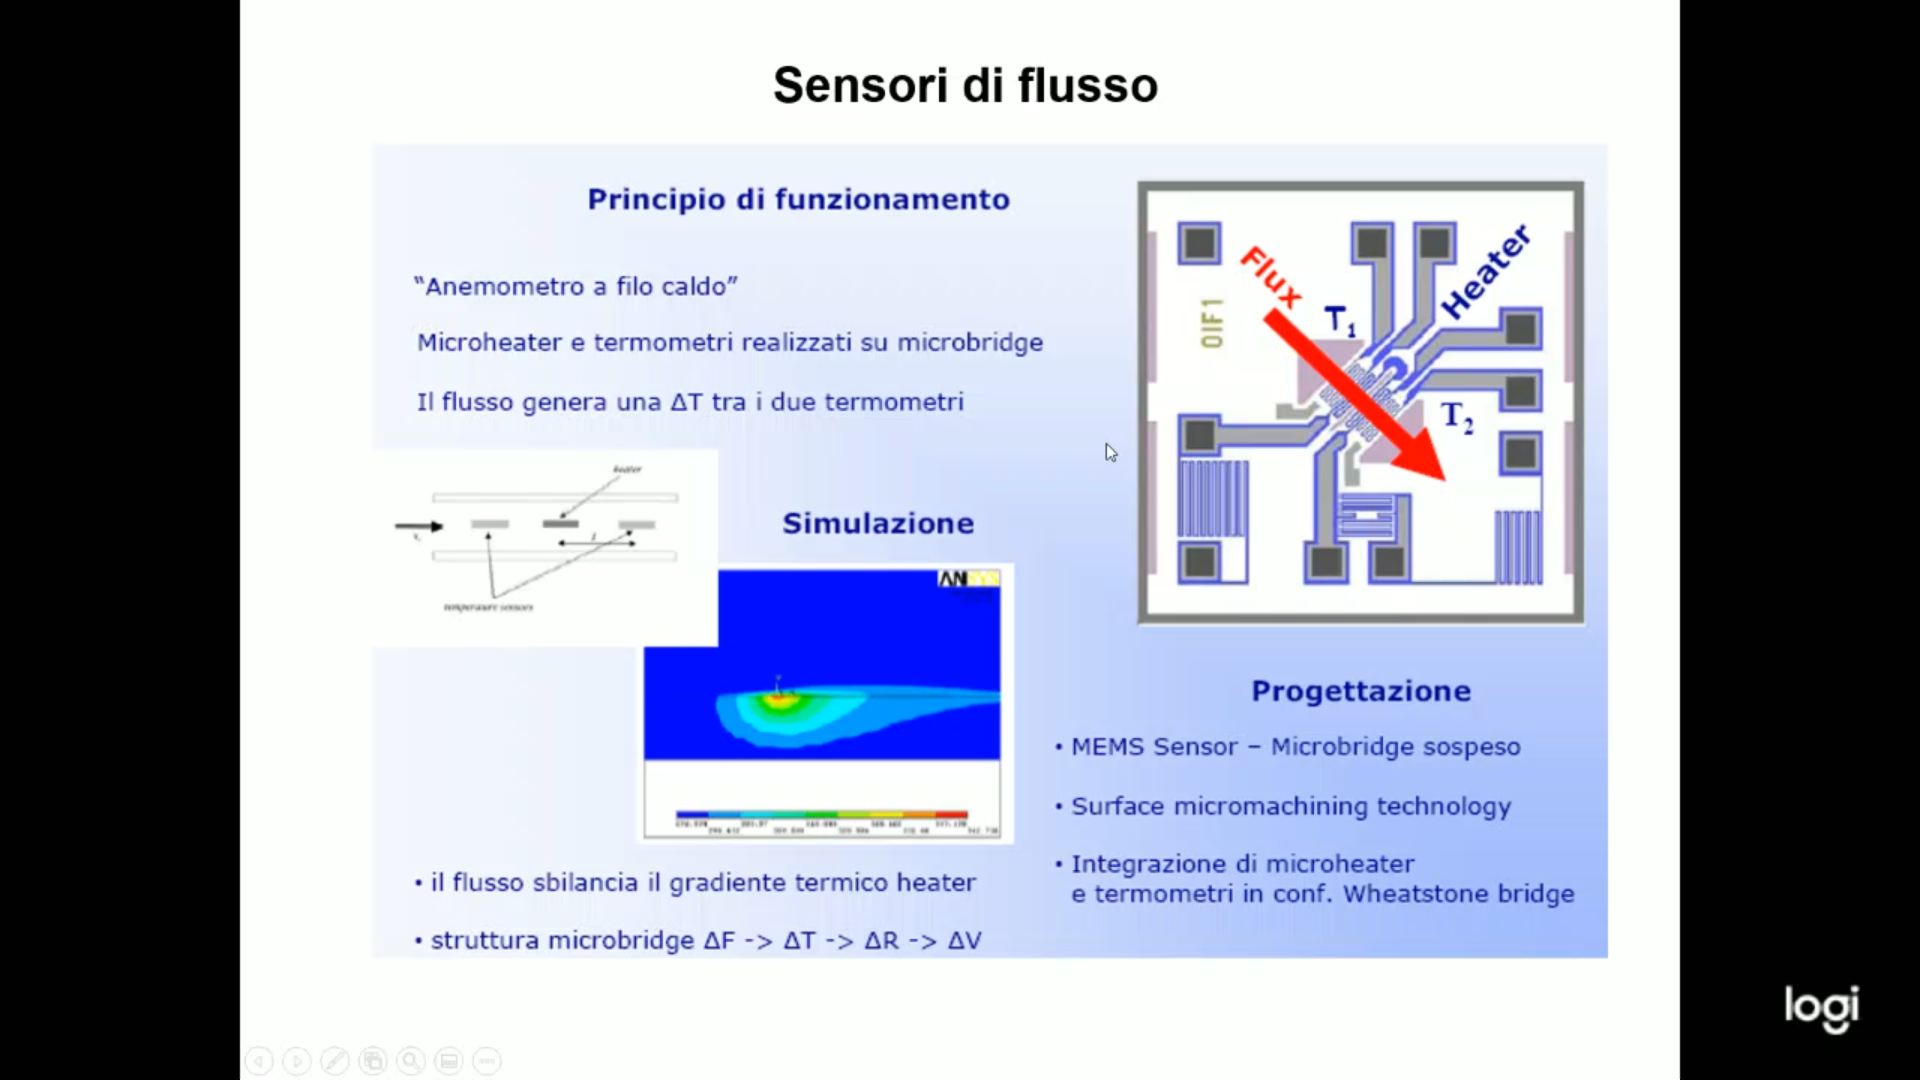 Sensori di flusso
Principio di funzionamento
“Anemometro a filo caldo”
Microheater e termometri realizzati su microbridge
Il flusso genera una ΔT tra i due termometri
heater
l
temperature sensors
Simulazione
ANSYS
Flux
T1
Heater
OIF1
T2
Progettazione
• MEMS Sensor – Microbridge sospeso
• Surface micromachining technology
• Integrazione di microheater
e termometri in conf. Wheatstone bridge
• il flusso sbilancia il gradiente termico heater
• struttura microbridge ΔF -> ΔT -> ΔR -> ΔV
logi